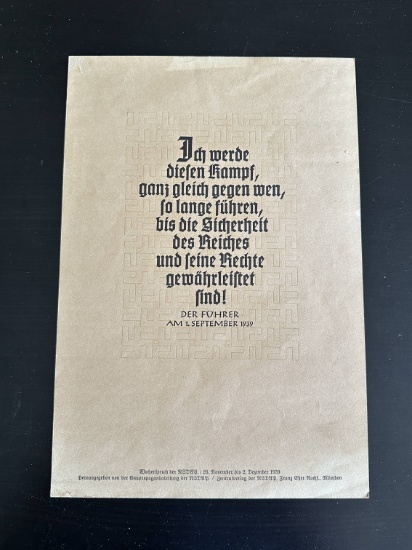 Ich werde
diesen Kampf,
ganz gleich gegen wen,
so lange führen,
bis die Sicherheit
des Reiches
und seine Rechte
gewährleistet
sind!
DER FÜHRER
AM 1. SEPTEMBER 1939
Wochenspruch der NSDAP. / 26. November bis 2. Dezember 1939
Herausgegeben von der Reichspropagandaleitung der NSDAP. / Zentralverlag der NSDAP., Franz Eher Nachf., München